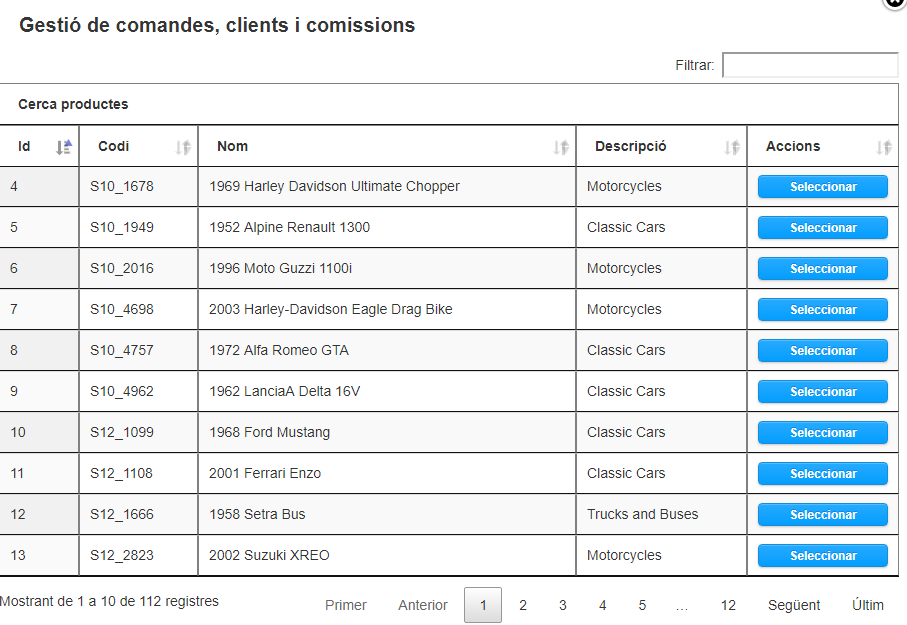 Gestió de comandes, clients i comissions
Filtrar:
Cerca productes
Id Codi Nom Descripció Accions
4 S10_1678 1969 Harley Davidson Ultimate Chopper Motorcycles Seleccionar
5 S10_1949 1952 Alpine Renault 1300 Classic Cars Seleccionar
6 S10_2016 1996 Moto Guzzi 1100i Motorcycles Seleccionar
7 S10_4698 2003 Harley-Davidson Eagle Drag Bike Motorcycles Seleccionar
8 S10_4757 1972 Alfa Romeo GTA Classic Cars Seleccionar
9 S10_4962 1962 LanciaA Delta 16V Classic Cars Seleccionar
10 S12_1099 1968 Ford Mustang Classic Cars Seleccionar
11 S12_1108 2001 Ferrari Enzo Classic Cars Seleccionar
12 S12_1666 1958 Setra Bus Trucks and Buses Seleccionar
13 S12_2823 2002 Suzuki XREO Motorcycles Seleccionar
Mostrant de 1 a 10 de 112 registres Primer Anterior 1 2 3 4 5 … 12 Següent Últim